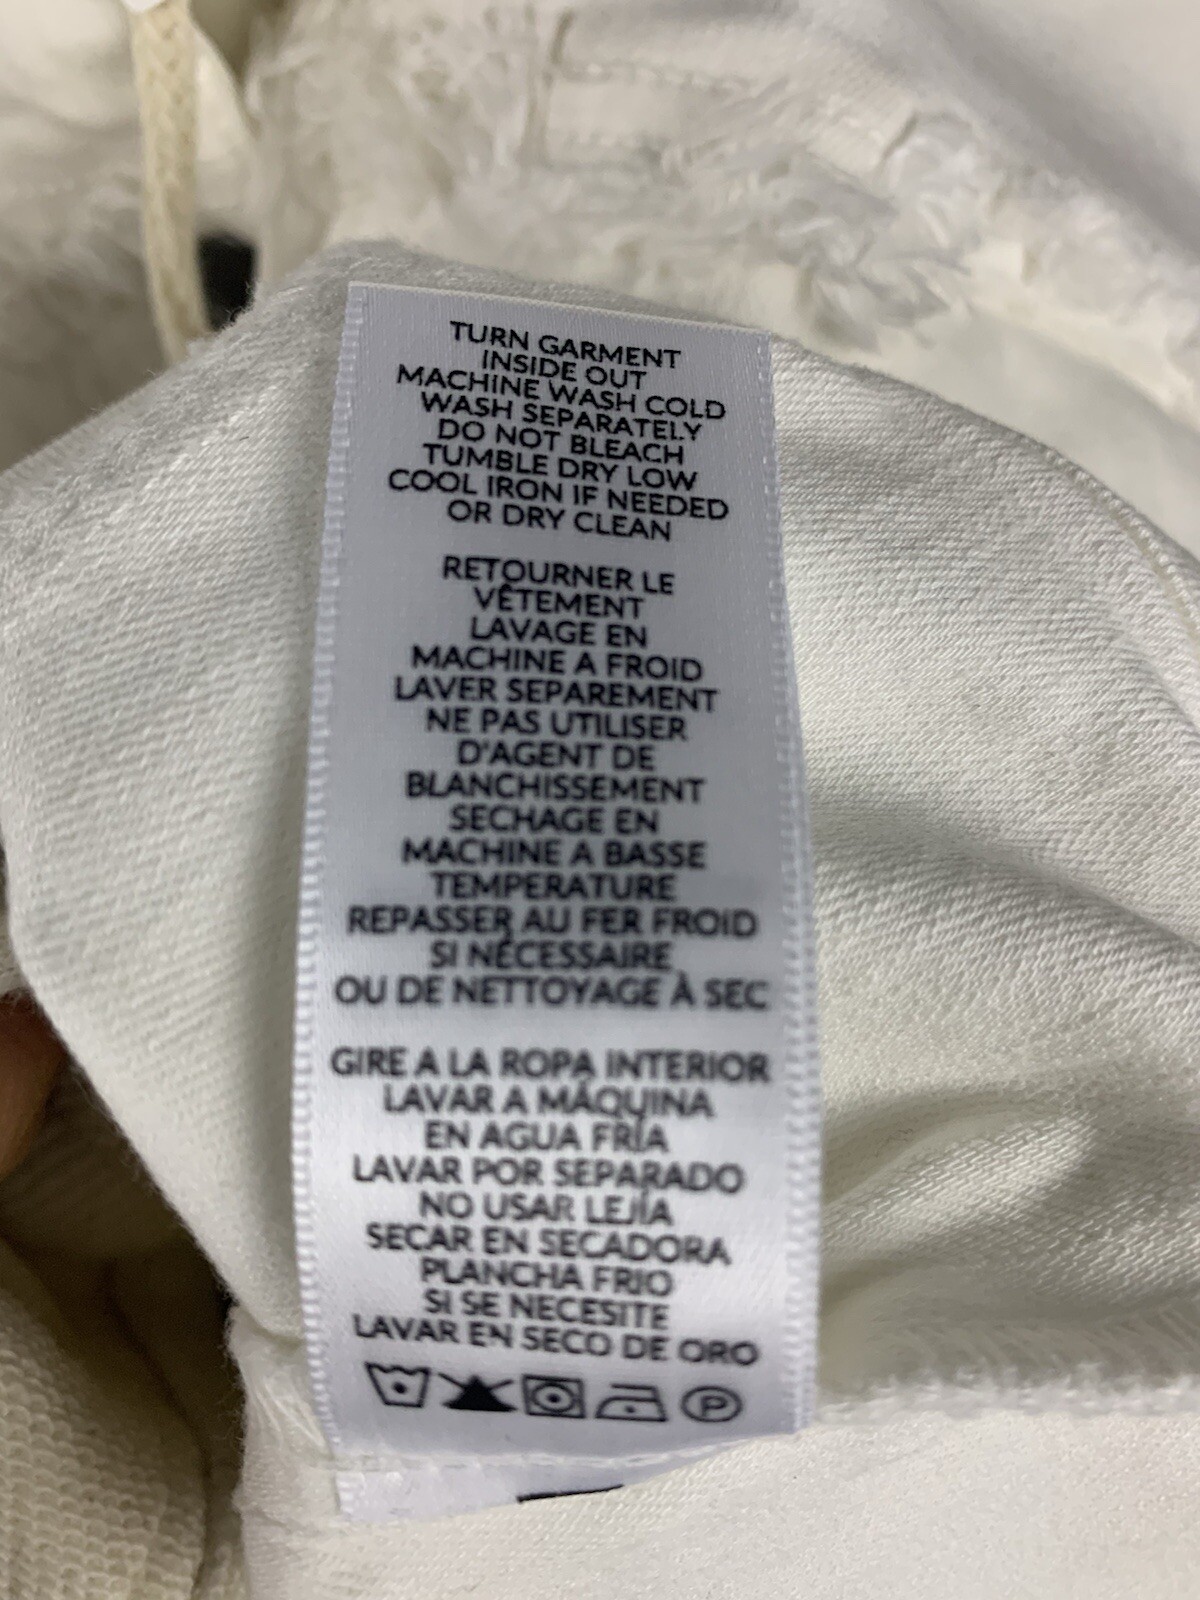 TURN GARMENT
INSIDE OUT
MACHINE WASH COLD
WASH SEPARATELY
DO NOT BLEACH
TUMBLE DRY LOW
COOL IRON IF NEEDED
OR DRY CLEAN
RETOURNER LE
VÊTEMENT
LAVAGE EN
MACHINE A FROID
LAVER SEPAREMENT
NE PAS UTILISER
D'AGENT DE
BLANCHISSEMENT
SECHAGE EN
MACHINE A BASSE
TEMPERATURE
REPASSER AU FER FROID
SI NÉCESSAIRE
OU DE NETTOYAGE À SEC
GIRE A LA ROPA INTERIOR
LAVAR A MÁQUINA
EN AGUA FRÍA
LAVAR POR SEPARADO
NO USAR LEJÍA
SECAR EN SECADORA
PLANCHA FRIO
SI SE NECESITE
LAVAR EN SECO DE ORO
P